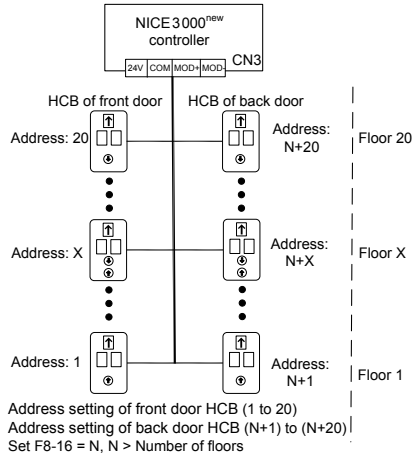 NICE3000new
controller
CN3
24V COM MOD+ MOD-
HCB of front door HCB of back door
Address: 20
Address:
N+20
Floor 20
Address: X
Address:
N+X
Floor X
Address: 1
Address:
N+1
Floor 1
Address setting of front door HCB (1 to 20)
Address setting of back door HCB (N+1) to (N+20)
Set F8-16 = N, N > Number of floors